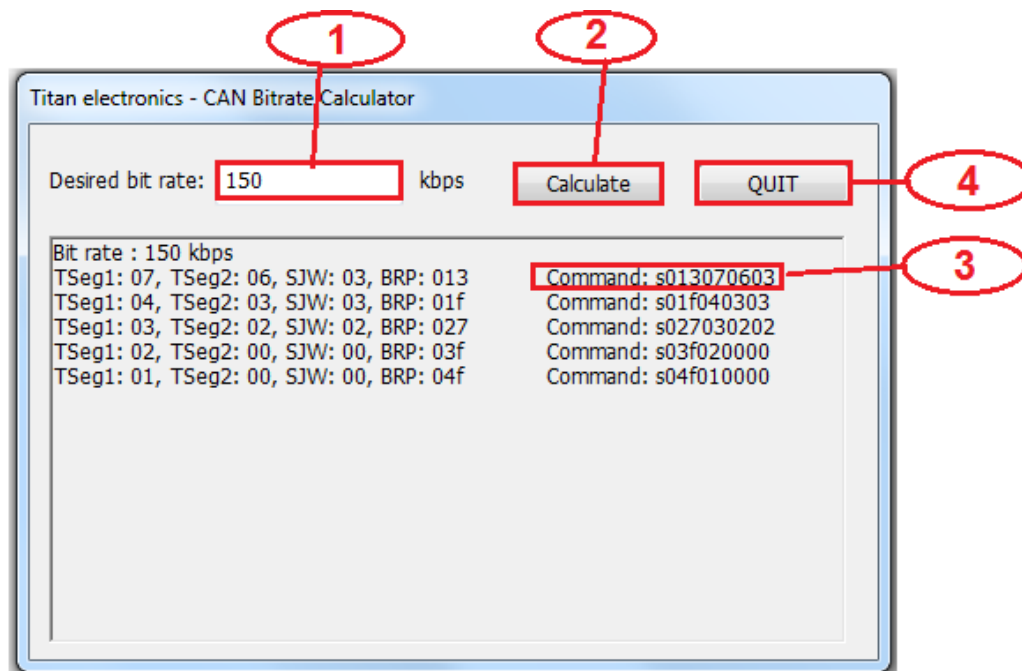 1 2
Titan electronics - CAN Bitrate Calculator
Desired bit rate: 150 kbps Calculate QUIT 4
Bit rate : 150 kbps
TSeg1: 07, TSeg2: 06, SJW: 03, BRP: 013 Command: s013070603 3
TSeg1: 04, TSeg2: 03, SJW: 03, BRP: 01f Command: s01f040303
TSeg1: 03, TSeg2: 02, SJW: 02, BRP: 027 Command: s027030202
TSeg1: 02, TSeg2: 00, SJW: 00, BRP: 03f Command: s03f020000
TSeg1: 01, TSeg2: 00, SJW: 00, BRP: 04f Command: s04f010000